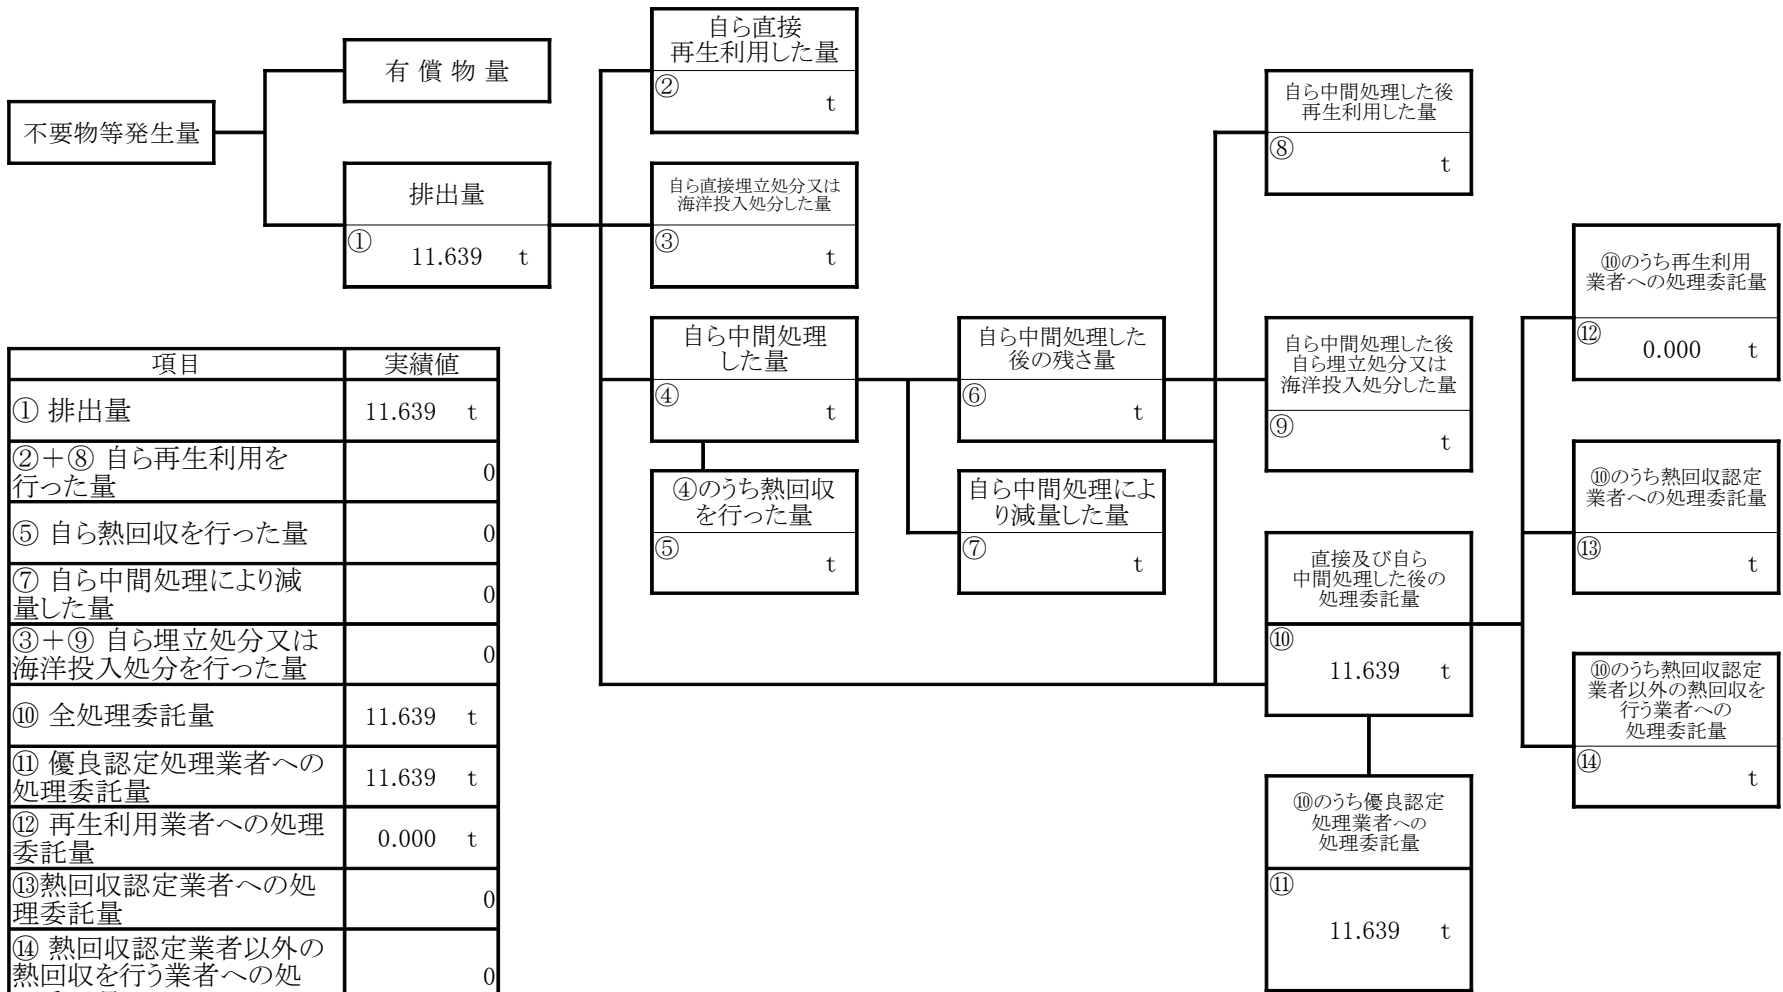 不要物等発生量
有 償 物 量
排出量
①
11.639 t
自ら直接
再生利用した量
②
t
自ら直接埋立処分又は
海洋投入処分した量
③
t
自ら中間処理
した量
④
t
④のうち熱回収
を行った量
⑤
t
自ら中間処理した
後の残さ量
⑥
t
自ら中間処理によ
り減量した量
⑦
t
自ら中間処理した後
再生利用した量
⑧
t
自ら中間処理した後
自ら埋立処分又は
海洋投入処分した量
⑨
t
直接及び自ら
中間処理した後の
処理委託量
⑩
11.639 t
⑩のうち優良認定
処理業者への
処理委託量
⑪
11.639 t
⑩のうち再生利用
業者への処理委託量
⑫
0.000 t
⑩のうち熱回収認定
業者への処理委託量
⑬
t
⑩のうち熱回収認定
業者以外の熱回収を
行う業者への
処理委託量
⑭
t
項目 実績値
① 排出量 11.639 t
②+⑧ 自ら再生利用を
行った量 0
⑤ 自ら熱回収を行った量 0
⑦ 自ら中間処理により減
量した量 0
③+⑨ 自ら埋立処分又は
海洋投入処分を行った量 0
⑩ 全処理委託量 11.639 t
⑪ 優良認定処理業者への
処理委託量 11.639 t
⑫ 再生利用業者への処理
委託量 0.000 t
⑬熱回収認定業者への処
理委託量 0
⑭ 熱回収認定業者以外の
熱回収を行う業者への処 0